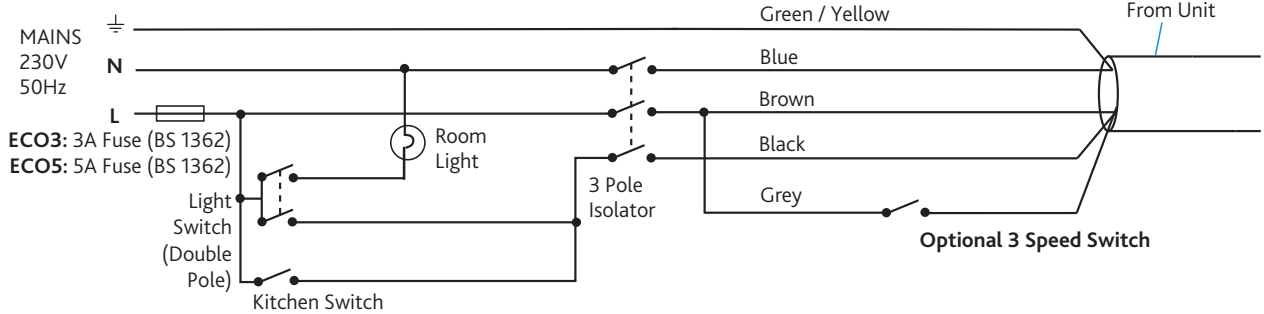 Green / Yellow
From Unit
MAINS
230V
50Hz
N
Blue
L
Brown
ECO3: 3A Fuse (BS 1362)
ECO5: 5A Fuse (BS 1362)
Room
Light
Black
3 Pole
Isolator
Grey
Light
Switch
(Double
Pole)
Optional 3 Speed Switch
Kitchen Switch